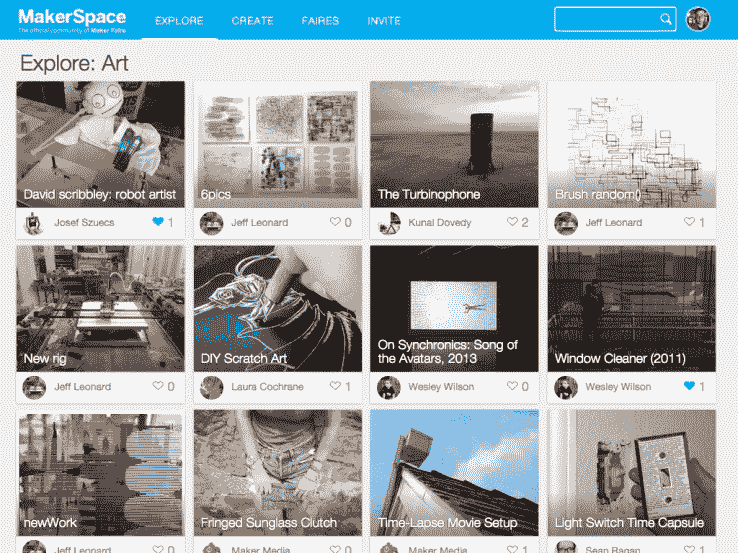 MakerSpace
The official community of Maker Faire
EXPLORE
CREATE
FAIRES
INVITE
Explore: Art
David scribbley: robot artist
6pics
The Turbinophone
Brush random()
Josef Szuecs
1
Jeff Leonard
0
Kunal Dovedy
2
Jeff Leonard
1
New rig
DIY Scratch Art
On Synchronics: Song of
the Avatars, 2013
Window Cleaner (2011)
Jeff Leonard
0
Laura Cochrane
1
Wesley Wilson
0
Wesley Wilson
1
newWork
Fringed Sunglass Clutch
Time-Lapse Movie Setup
Light Switch Time Capsule
Jeff Leonard
0
Maker Media
0
Maker Media
1
Sean Ragan
1